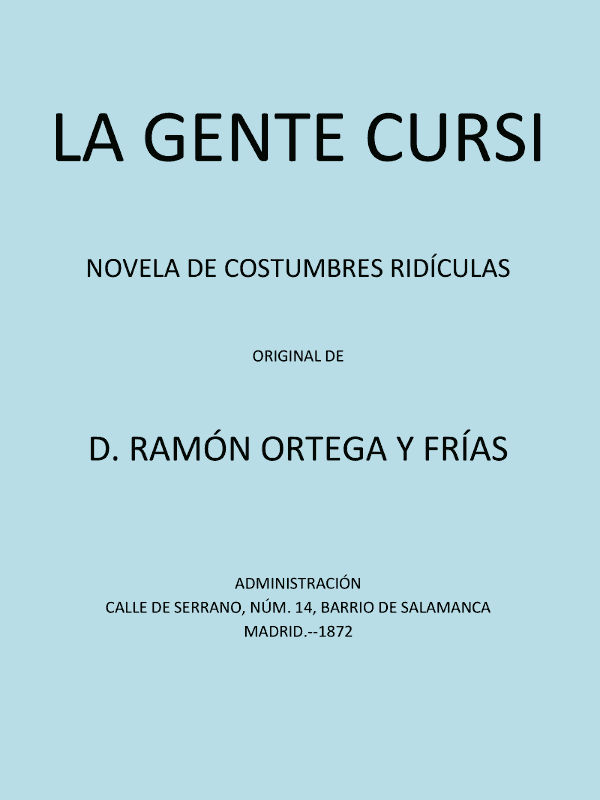 LA GENTE CURSI
NOVELA DE COSTUMBRES RIDÍCULAS
ORIGINAL DE
D. RAMÓN ORTEGA Y FRÍAS
ADMINISTRACIÓN
CALLE DE SERRANO, NÚM. 14, BARRIO DE SALAMANCA
MADRID.--1872